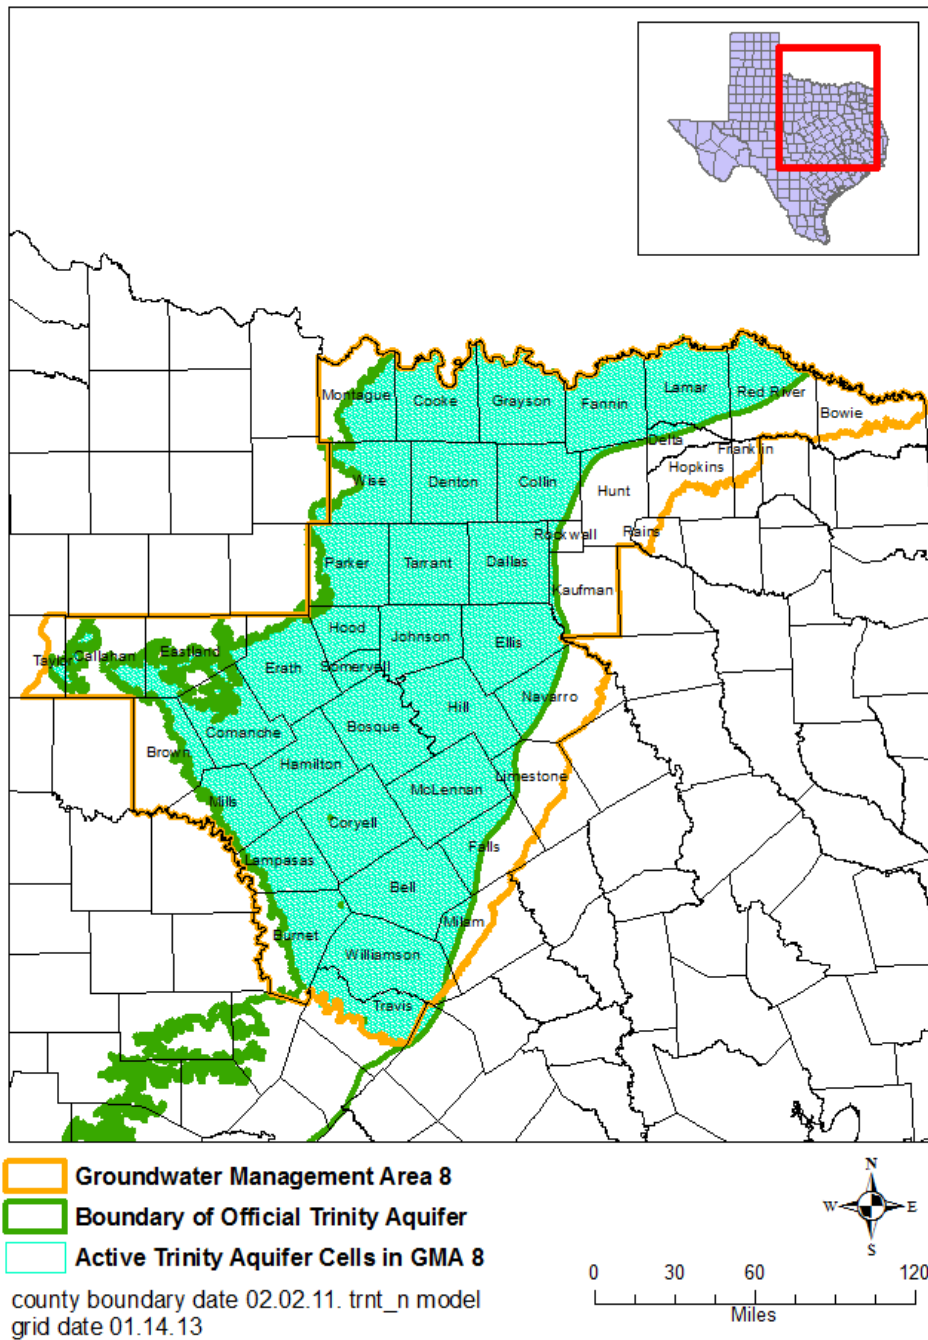 Montague
Cooke
Grayson
Fannin
Lamar
Red River
Bowie
Delta
Franklin
Hopkins
Wise
Denton
Collin
Hunt
Rains
Rockwall
Parker
Tarrant
Dallas
Kaufman
Hood
Johnson
Ellis
Taylor
Callahan
Eastland
Erath
Somervell
Navarro
Hill
Bosque
Comanche
Brown
Hamilton
Limestone
McLennan
Mills
Coryell
Falls
Lampasas
Bell
Milam
Burnet
Williamson
Travis
Groundwater Management Area 8
Boundary of Official Trinity Aquifer
Active Trinity Aquifer Cells in GMA 8
county boundary date 02.02.11. trnt_n model
grid date 01.14.13
N
W E
S
0 30 60 120
Miles